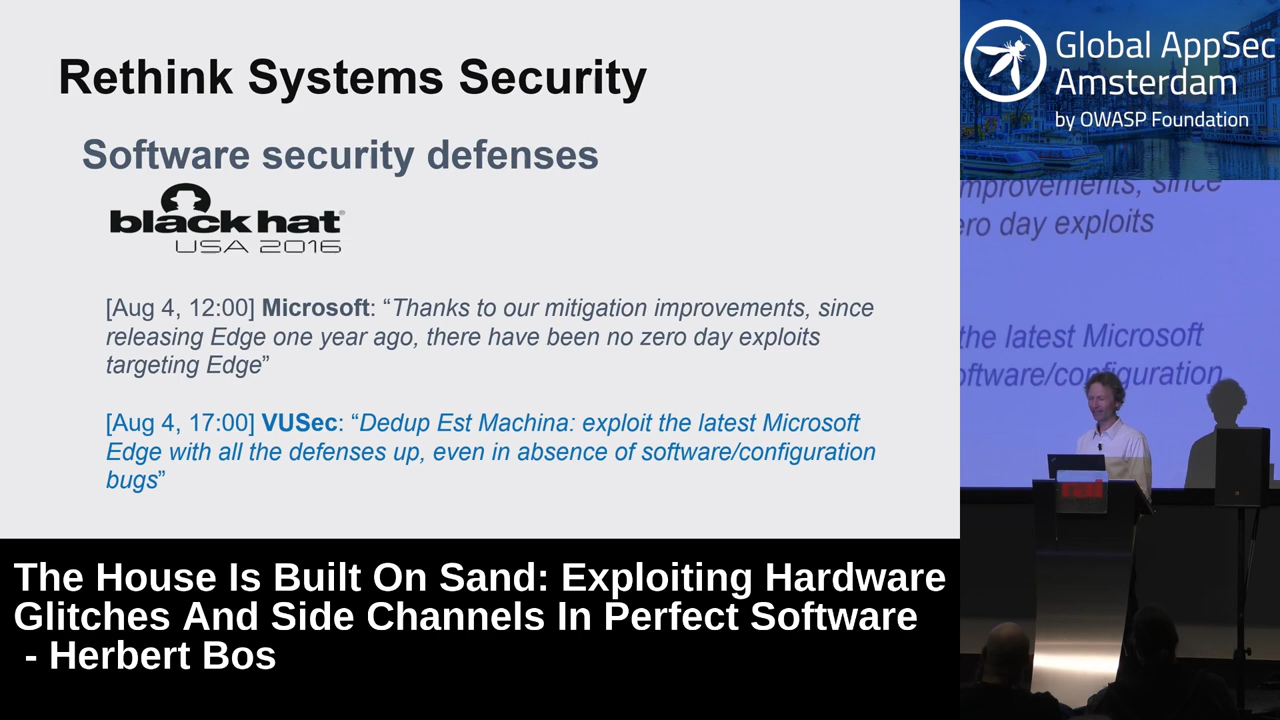 Rethink Systems Security
Software security defenses
black hat®
USA 2016
[Aug 4, 12:00] Microsoft: “Thanks to our mitigation improvements, since
releasing Edge one year ago, there have been no zero day exploits
targeting Edge”
[Aug 4, 17:00] VUSec: “Dedup Est Machina: exploit the latest Microsoft
Edge with all the defenses up, even in absence of software/configuration
bugs”
The House Is Built On Sand: Exploiting Hardware
Glitches And Side Channels In Perfect Software
- Herbert Bos
Global AppSec
Amsterdam
by OWASP Foundation
mprovements, since
ero day exploits
the latest Microsoft
oftware/configuration
rai